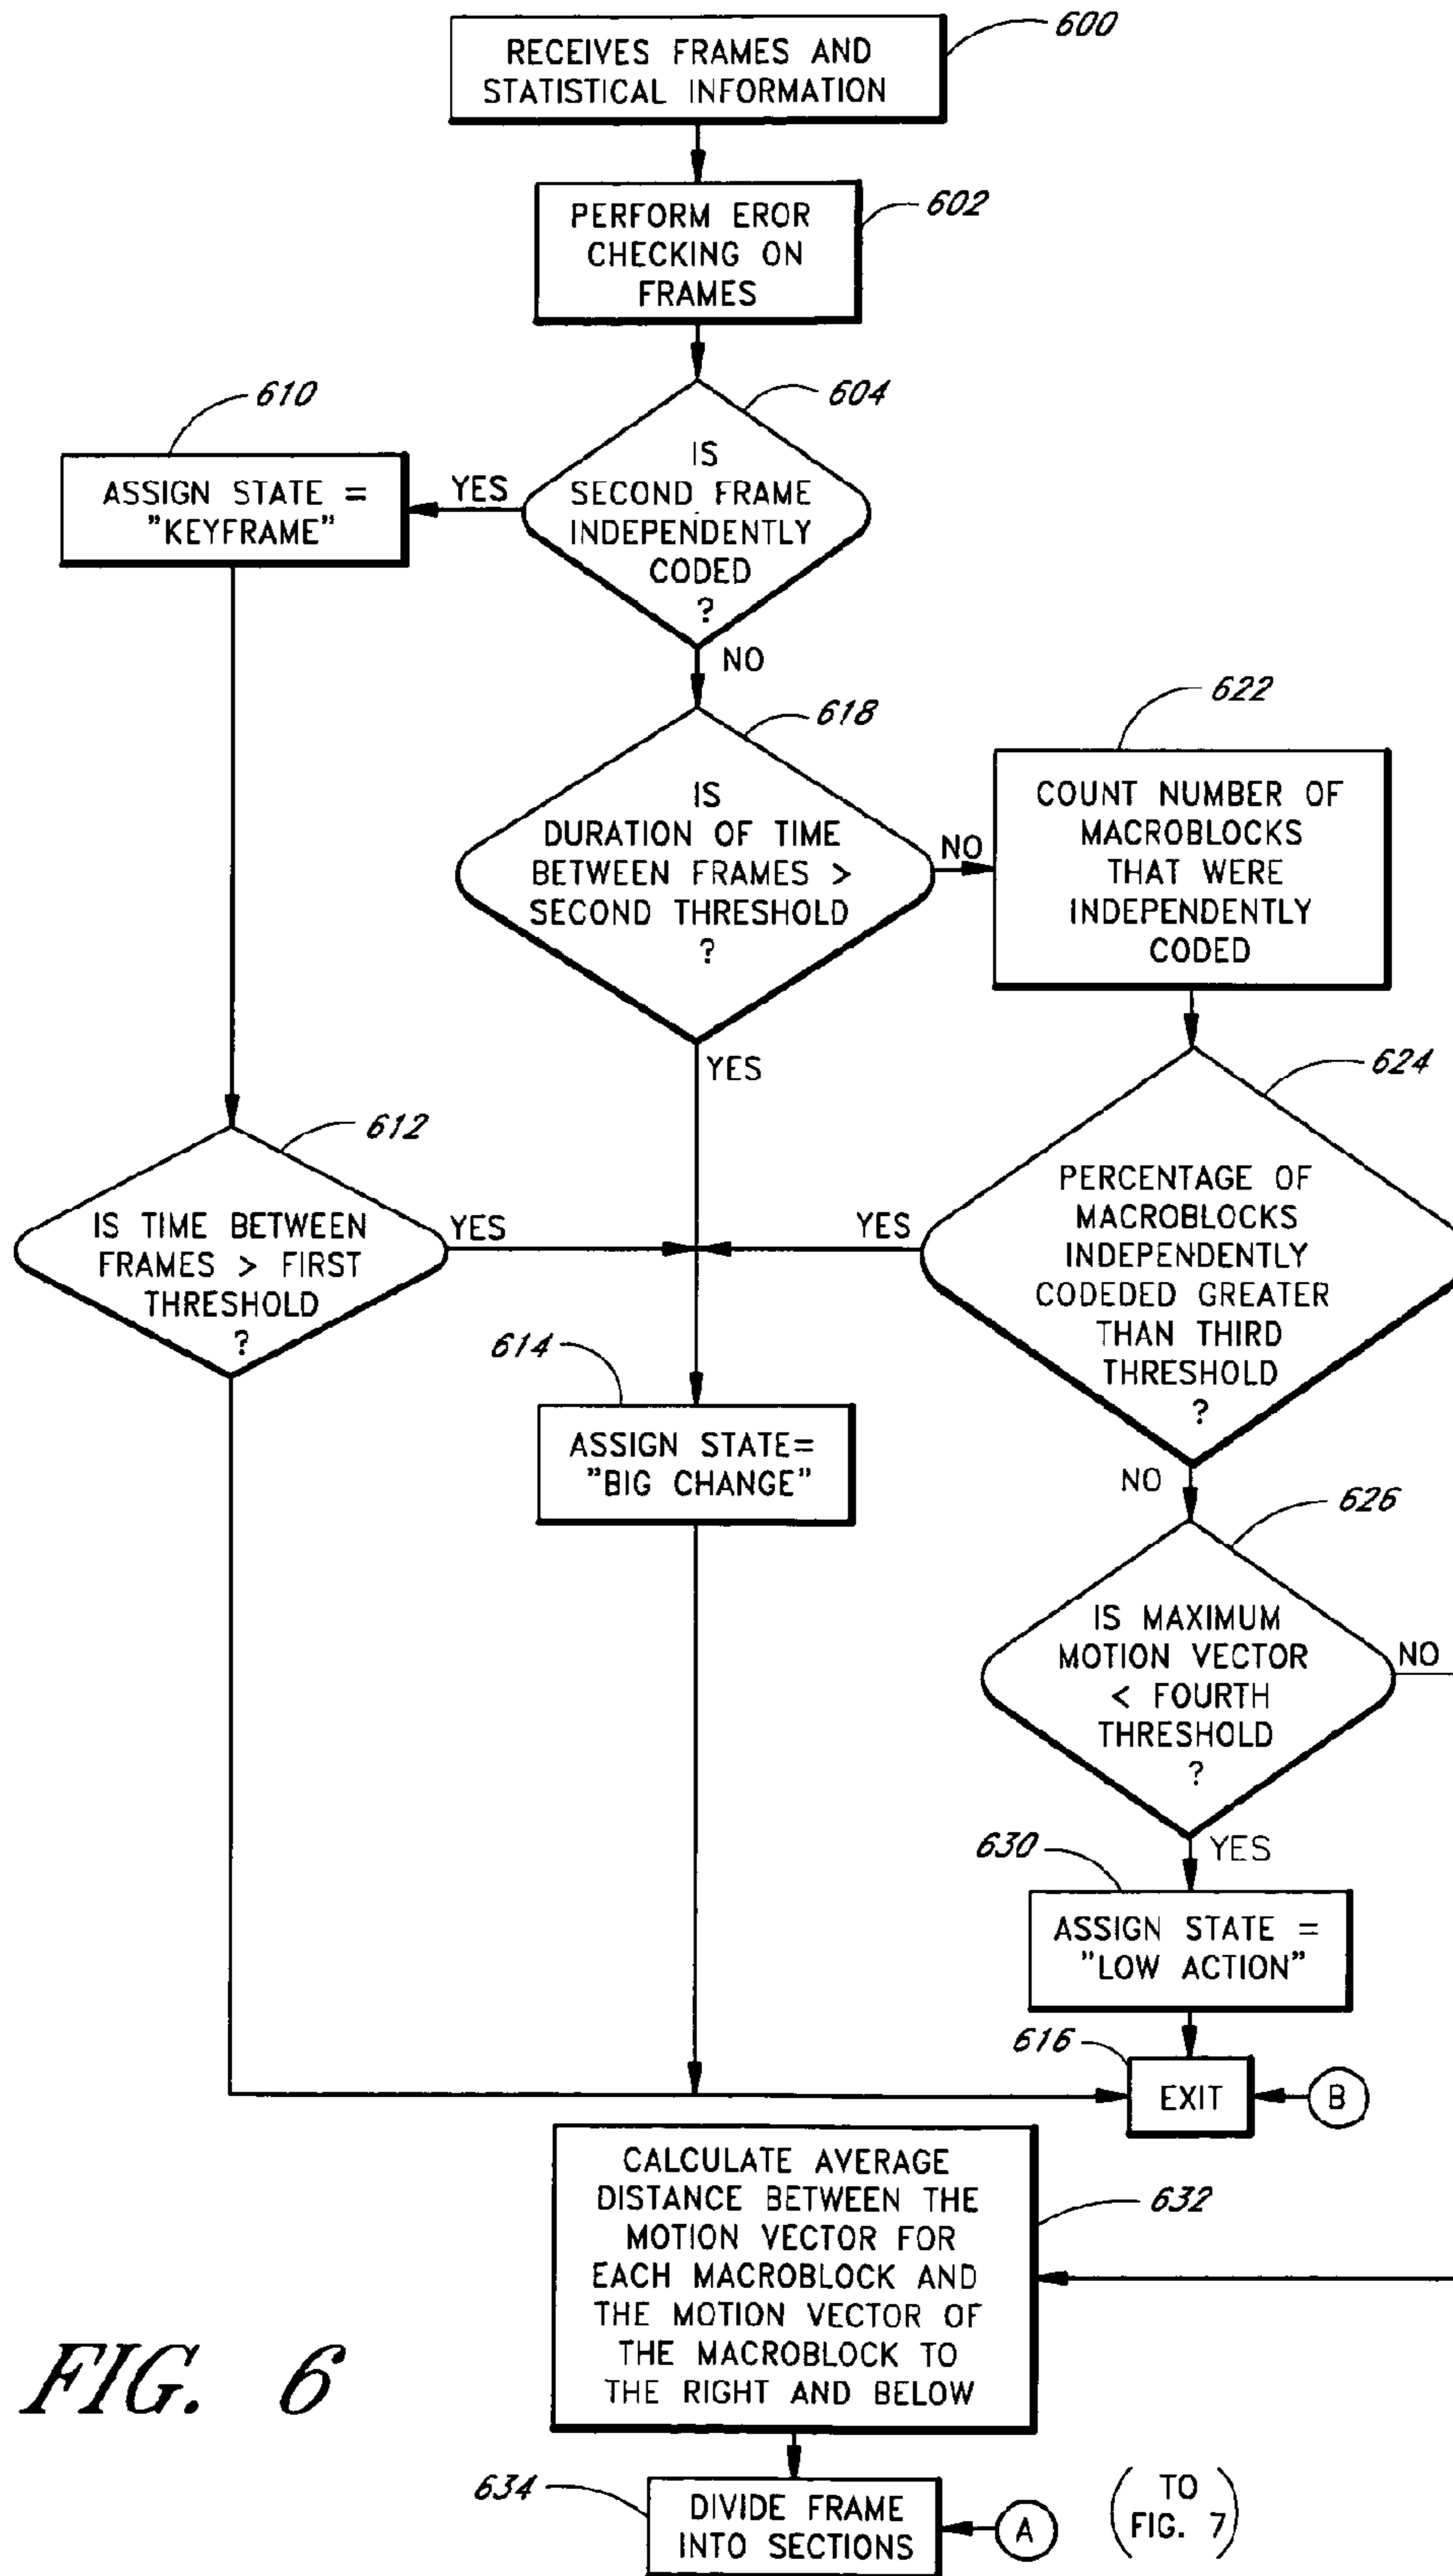 600
RECEIVES FRAMES AND
STATISTICAL INFORMATION
602
PERFORM EROR
CHECKING ON
FRAMES
604
IS
SECOND FRAME
INDEPENDENTLY
CODED
?
YES
NO
610
ASSIGN STATE =
"KEYFRAME"
618
IS
DURATION OF TIME
BETWEEN FRAMES >
SECOND THRESHOLD
?
NO
YES
622
COUNT NUMBER OF
MACROBLOCKS
THAT WERE
INDEPENDENTLY
CODED
612
IS TIME BETWEEN
FRAMES > FIRST
THRESHOLD
?
YES
624
PERCENTAGE OF
MACROBLOCKS
INDEPENDENTLY
CODEDED GREATER
THAN THIRD
THRESHOLD
?
YES
NO
614
ASSIGN STATE=
"BIG CHANGE"
626
IS MAXIMUM
MOTION VECTOR
< FOURTH
THRESHOLD
?
NO
YES
630
ASSIGN STATE =
"LOW ACTION"
616
EXIT
B
632
CALCULATE AVERAGE
DISTANCE BETWEEN THE
MOTION VECTOR FOR
EACH MACROBLOCK AND
THE MOTION VECTOR OF
THE MACROBLOCK TO
THE RIGHT AND BELOW
634
DIVIDE FRAME
INTO SECTIONS
A
(TO
FIG. 7)
FIG. 6